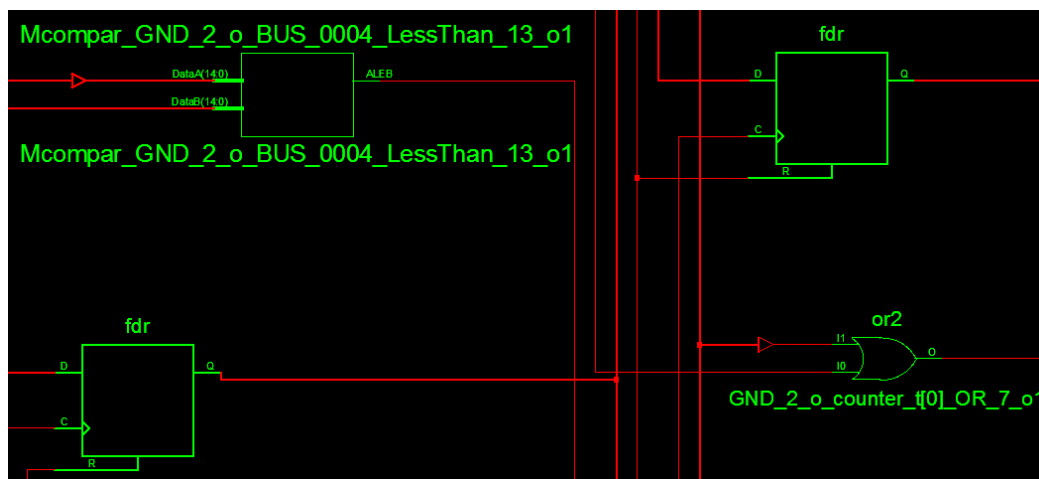 Mcompar_GND_2_o_BUS_0004_LessThan_13_o1
DataA(14:0)
ALEB
DataB(14:0)
Mcompar_GND_2_o_BUS_0004_LessThan_13_o1
fdr
D
Q
C
R
fdr
D
Q
C
R
or2
I1
I0
O
GND_2_o_counter_t[0]_OR_7_o1